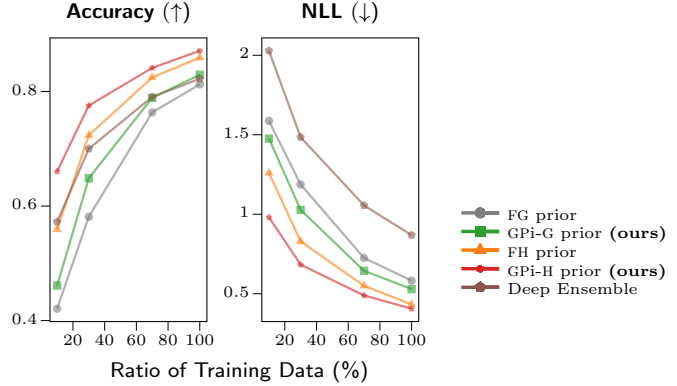 Accuracy (↑)
NLL (↓)
0.8
0.6
0.4
20 40 60 80 100
2
1.5
1
0.5
20 40 60 80 100
Ratio of Training Data (%)
FG prior
GPi-G prior (ours)
FH prior
GPi-H prior (ours)
Deep Ensemble